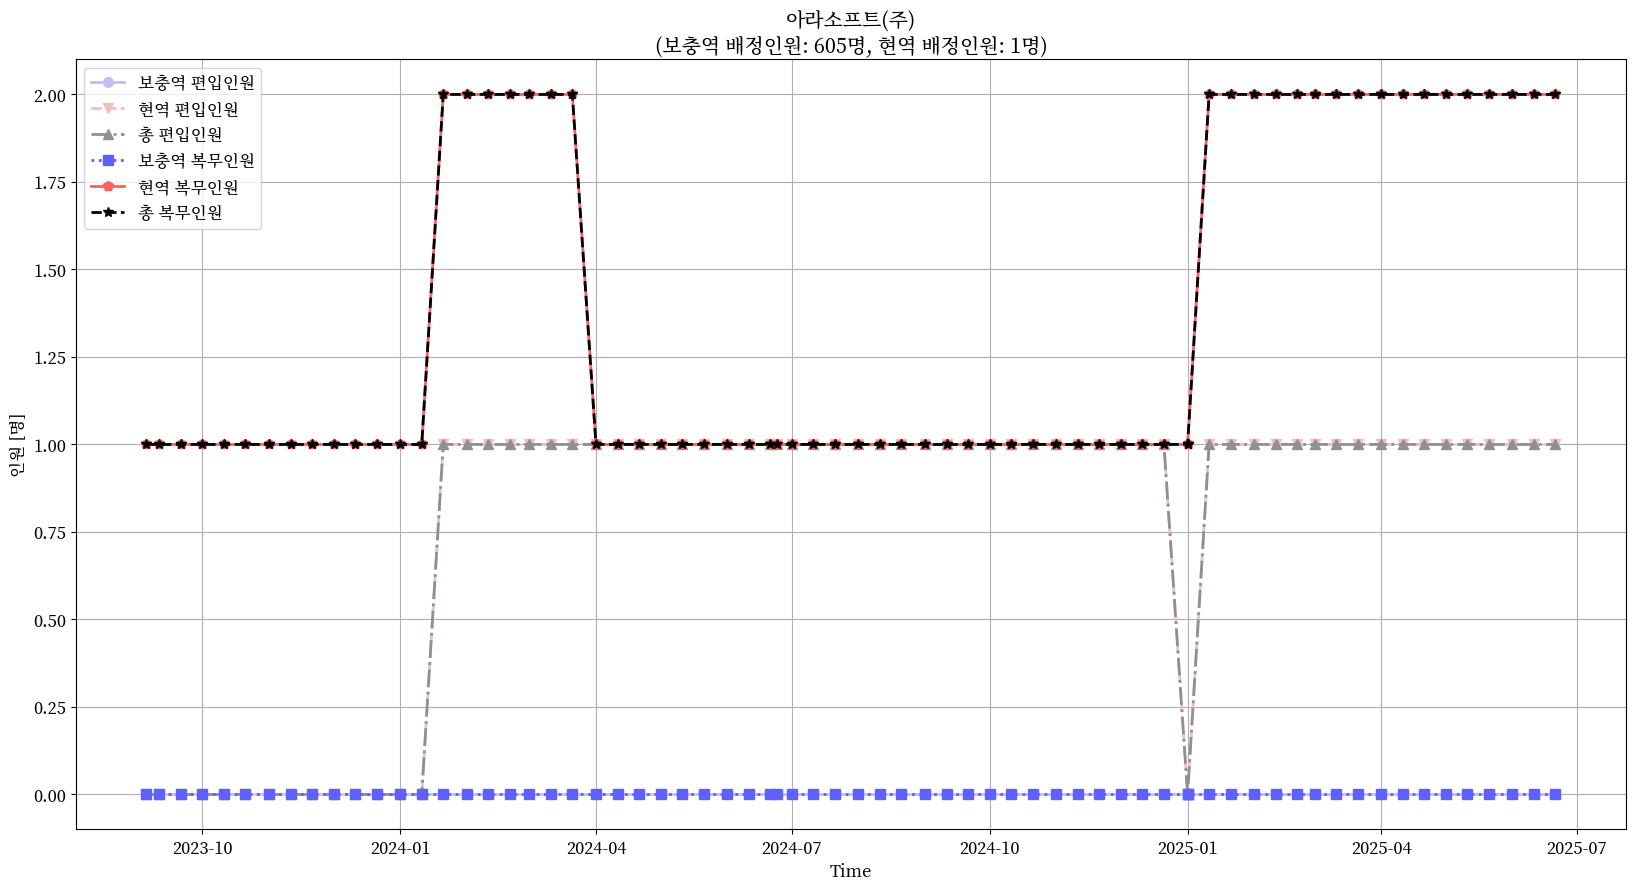 아라소프트(주)
(보충역 배정인원: 605명, 현역 배정인원: 1명)
보충역 편입인원
현역 편입인원
총 편입인원
보충역 복무인원
현역 복무인원
총 복무인원
인원 [명]
2.00
1.75
1.50
1.25
1.00
0.75
0.50
0.25
0.00
2023-10 2024-01 2024-04 2024-07 2024-10 2025-01 2025-04 2025-07
Time